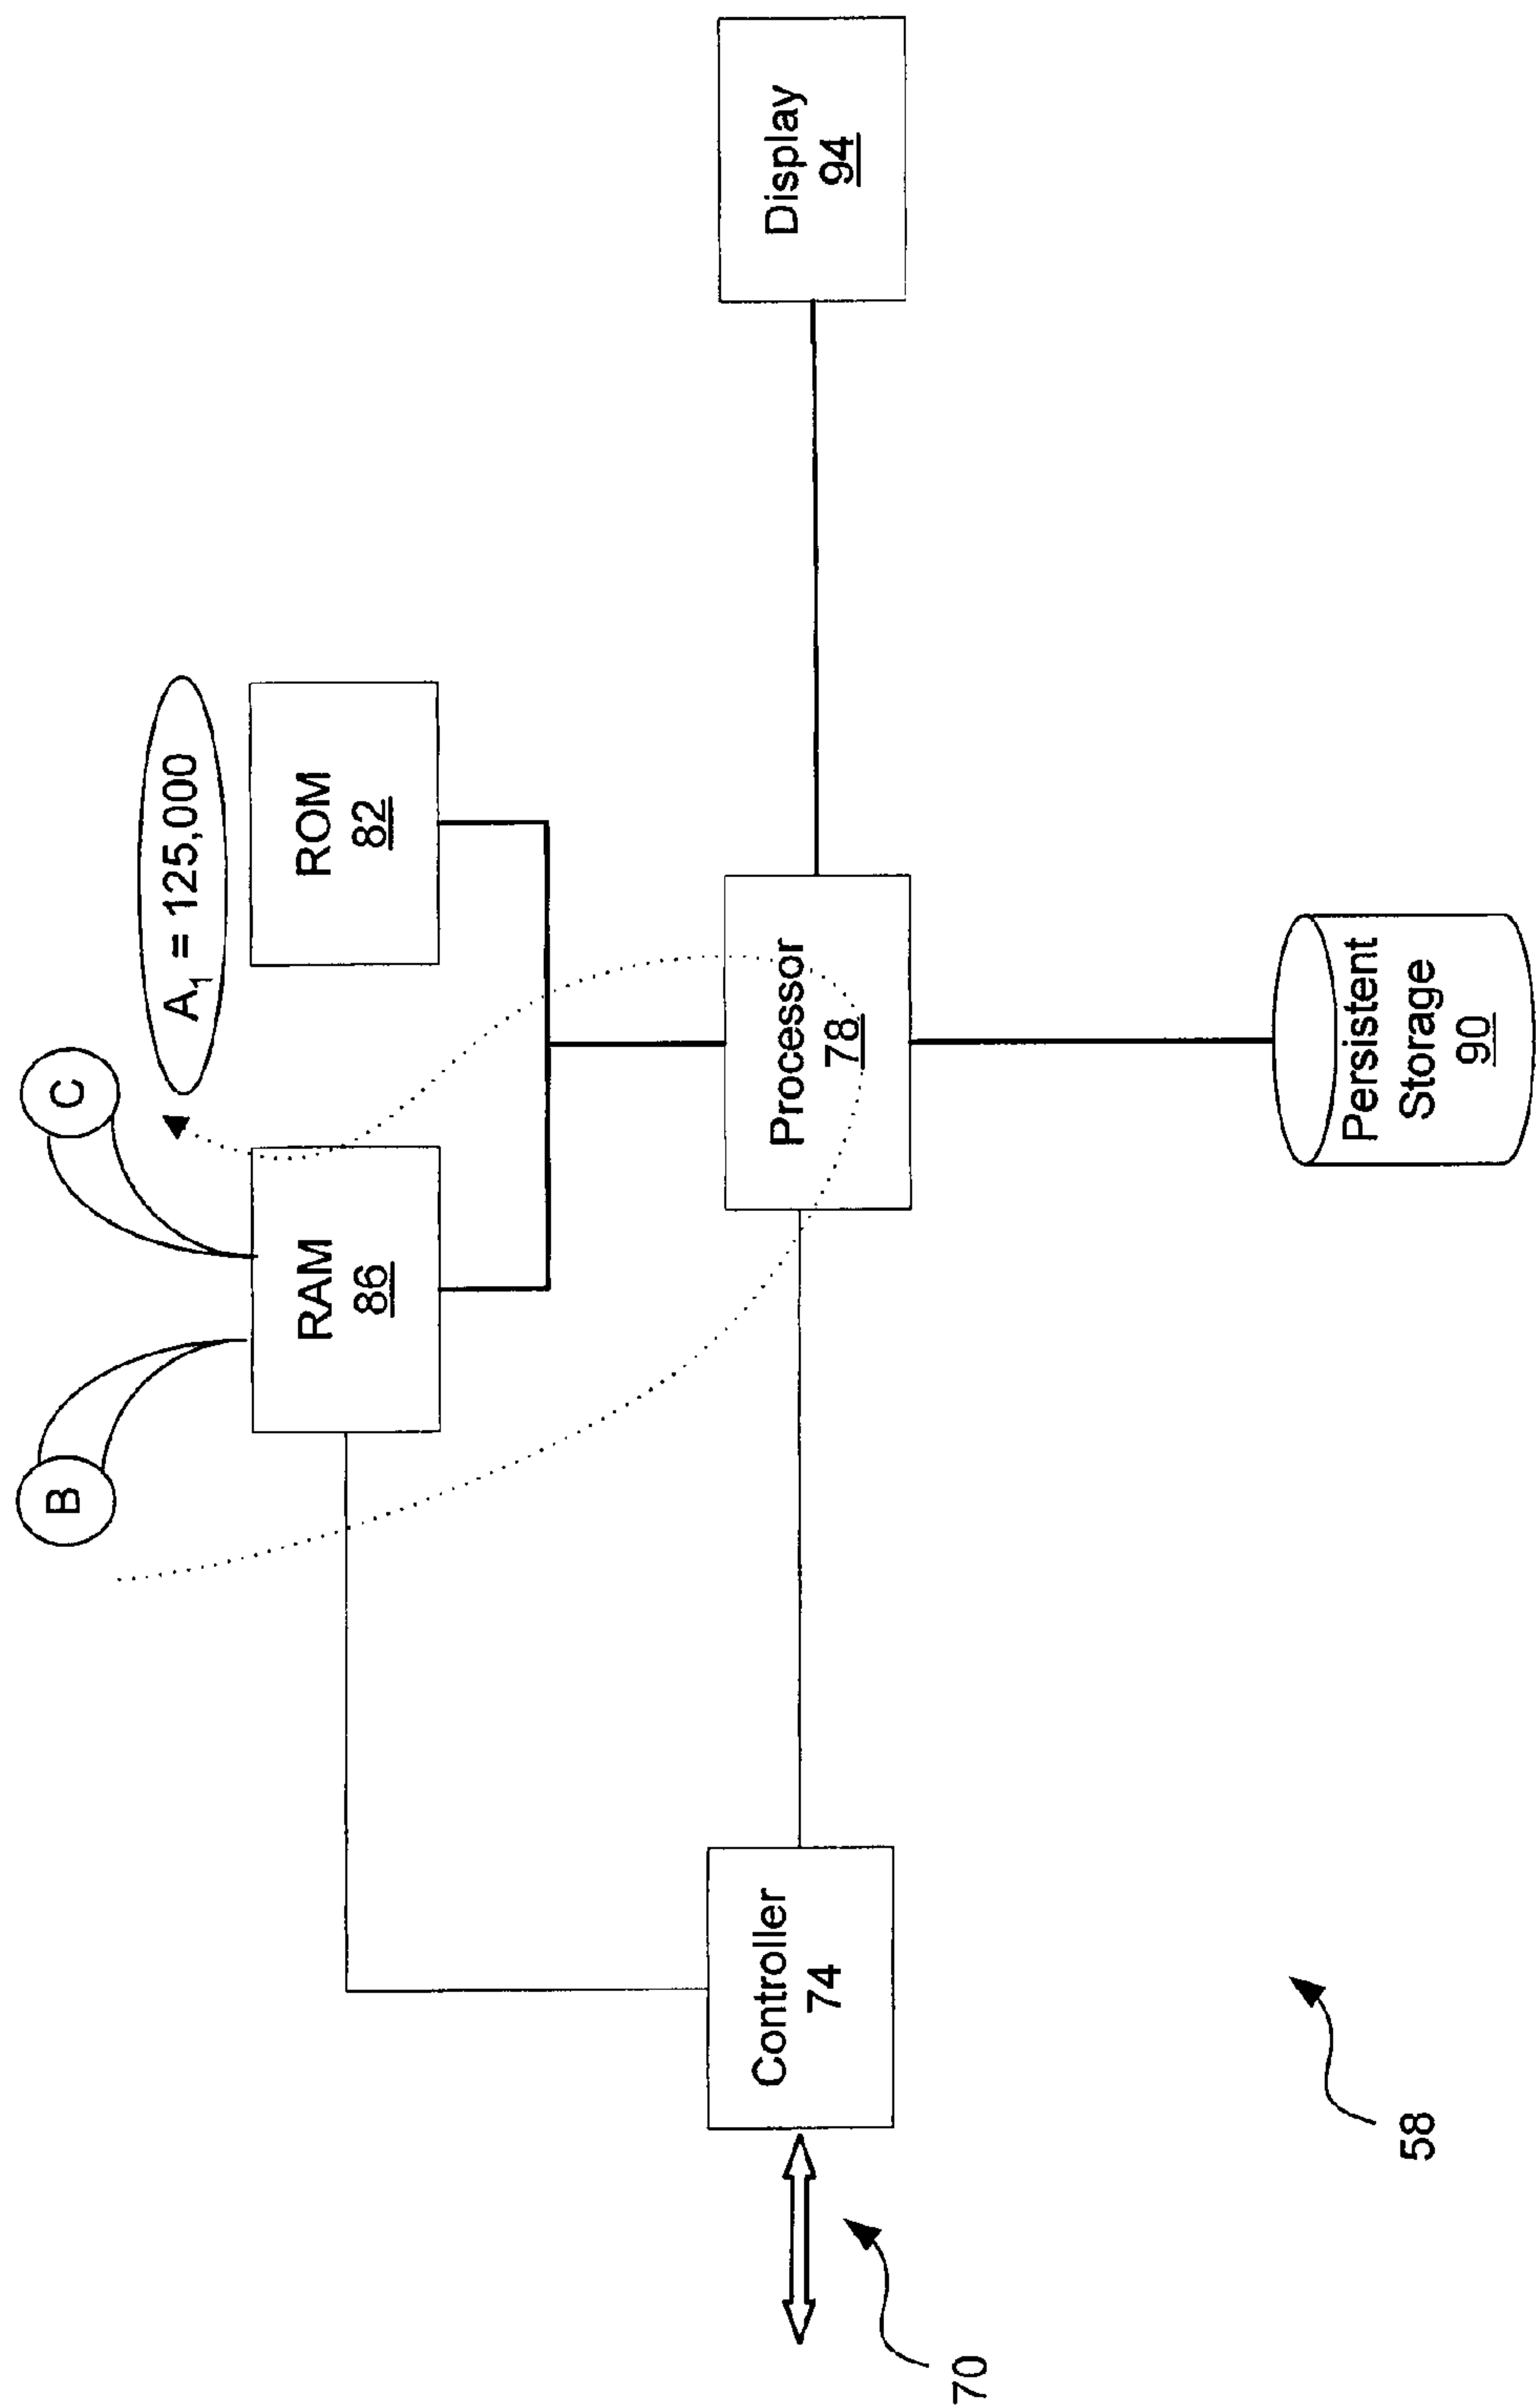 B
C
A₁ = 125,000
RAM
86
ROM
82
Controller
74
Processor
78
Display
94
70
Persistent
Storage
90
58